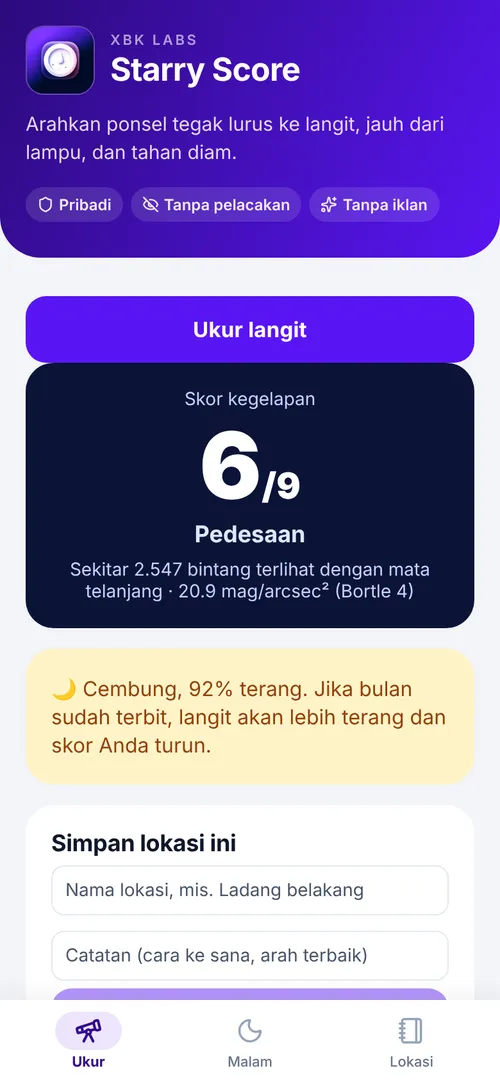 XBK LABS
Starry Score
Arahkan ponsel tegak lurus ke langit, jauh dari
lampu, dan tahan diam.
Pribadi
Tanpa pelacakan
Tanpa iklan
Ukur langit
Skor kegelapan
6/9
Pedesaan
Sekitar 2.547 bintang terlihat dengan mata
telanjang · 20.9 mag/arcsec² (Bortle 4)
🌙 Cembung, 92% terang. Jika bulan
sudah terbit, langit akan lebih terang dan
skor Anda turun.
Simpan lokasi ini
Nama lokasi, mis. Ladang belakang
Catatan (cara ke sana, arah terbaik)
Ukur
Malam
Lokasi